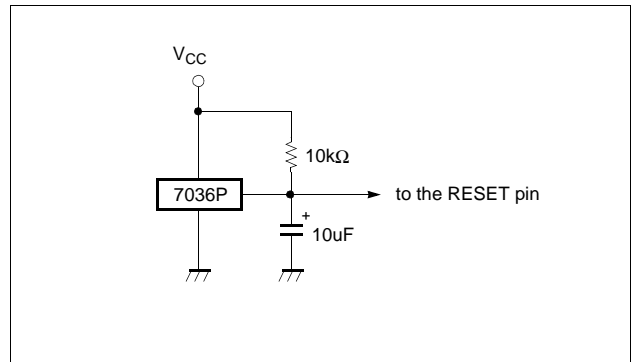 VCC
10kΩ
7036P
to the RESET pin
+
10uF